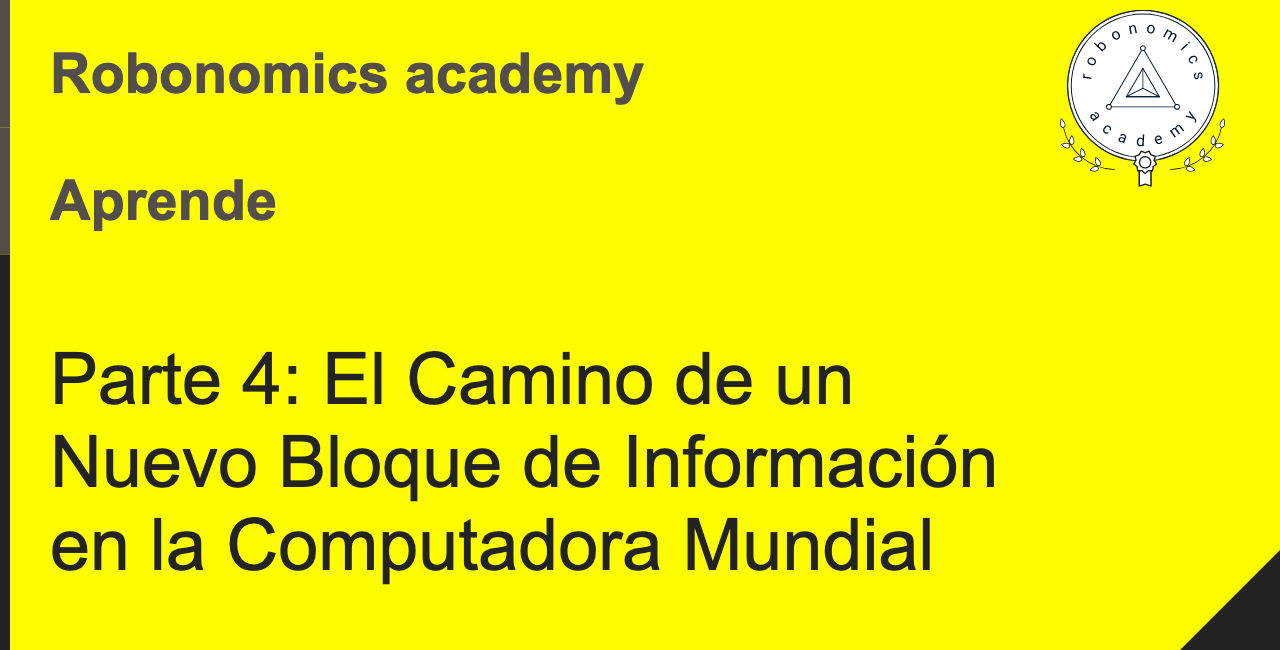 Robonomics academy
robonomics
academy
Aprende
Parte 4: El Camino de un
Nuevo Bloque de Información
en la Computadora Mundial